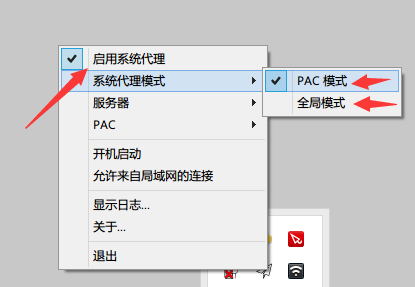 启用系统代理
系统代理模式
服务器
PAC
开机启动
允许来自局域网的连接
显示日志...
关于...
退出
PAC 模式
全局模式